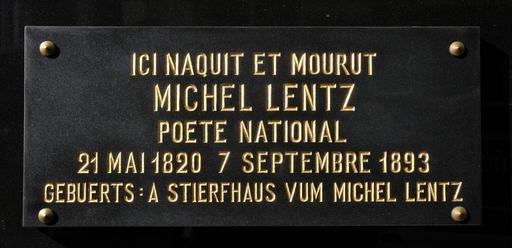 ICI NAQUIT ET MOURUT
MICHEL LENTZ
POETE NATIONAL
21 MAI 1820 7 SEPTEMBRE 1893
GEBUERTS: A STIERFHAUS VUM MICHEL LENTZ